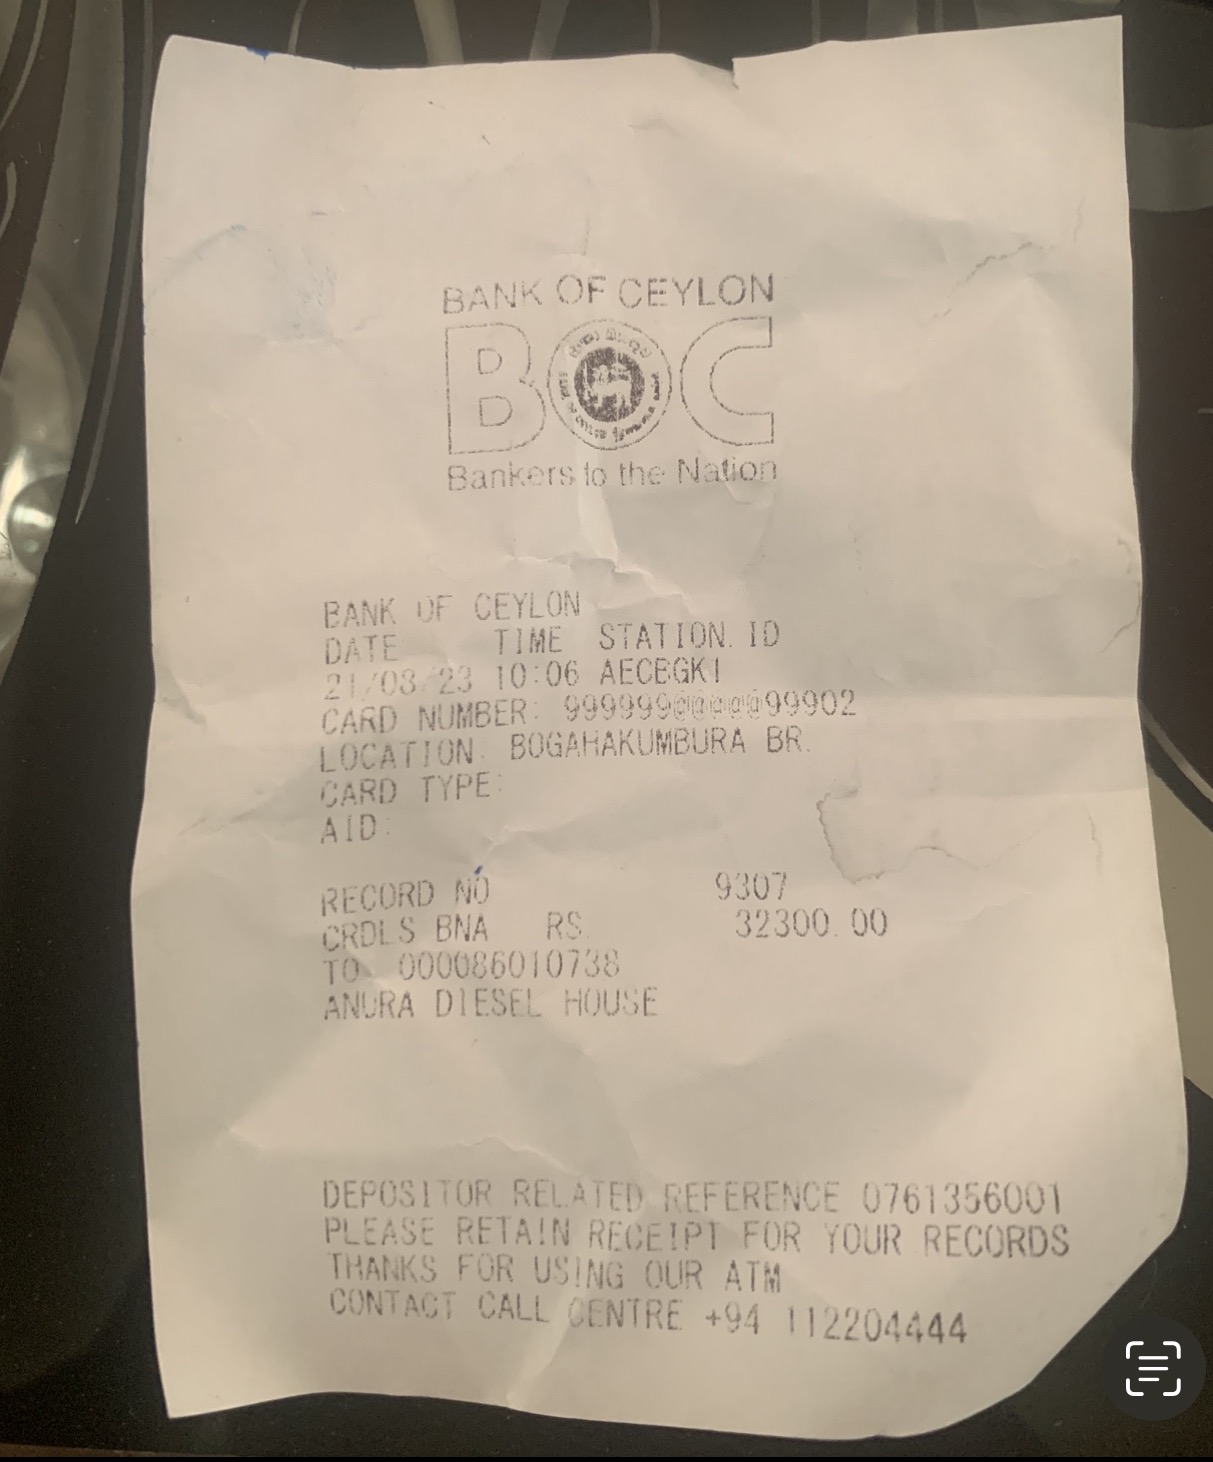 BANK OF CEYLON
BOC
Bankers to the Nation
BANK OF CEYLON
DATE TIME STATION.ID
21/03/23 10:06 AECBGK1
CARD NUMBER: 999999@@@@@99902
LOCATION: BOGAHAKUMBURA BR.
CARD TYPE:
AID:
RECORD NO 9307
CRDLS BNA RS. 32300.00
TO 000086010738
ANURA DIESEL HOUSE
DEPOSITOR RELATED REFERENCE 0761356001
PLEASE RETAIN RECEIPT FOR YOUR RECORDS
THANKS FOR USING OUR ATM
CONTACT CALL CENTRE +94 112204444